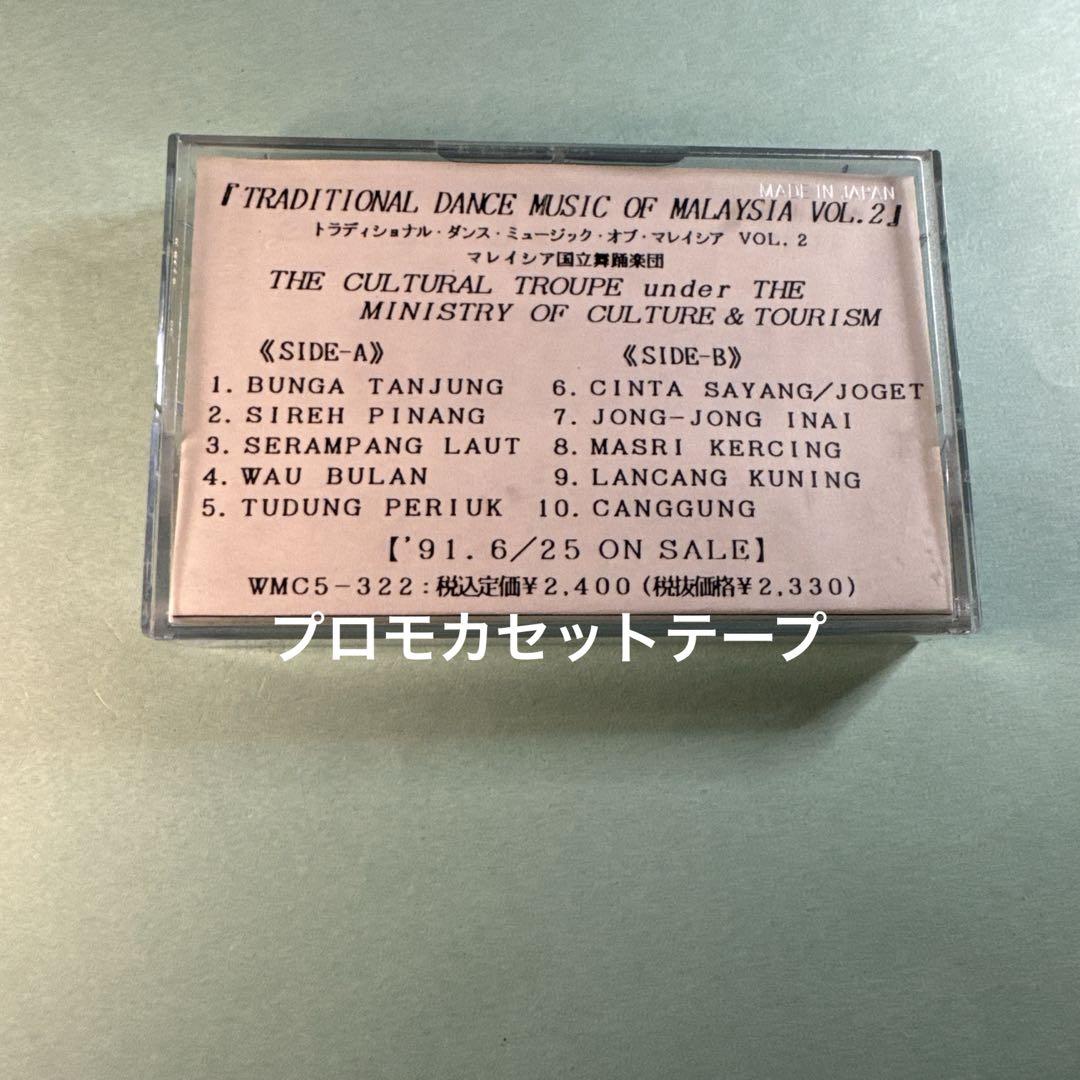 MADE IN JAPAN
『TRADITIONAL DANCE MUSIC OF MALAYSIA VOL.2』
トラディショナル・ダンス・ミュージック・オブ・マレイシア VOL.2
マレイシア国立舞踊楽団
THE CULTURAL TROUPE under THE
MINISTRY OF CULTURE & TOURISM
《SIDE-A》
1. BUNGA TANJUNG
2. SIREH PINANG
3. SERAMPANG LAUT
4. WAU BULAN
5. TUDUNG PERIUK
《SIDE-B》
6. CINTA SAYANG/JOGET
7. JONG-JONG INAI
8. MASRI KERCING
9. LANCANG KUNING
10. CANGGUNG
【'91.6/25 ON SALE】
WMC5-322:税込定価¥2,400(税抜価格¥2,330)
プロモカセットテープ